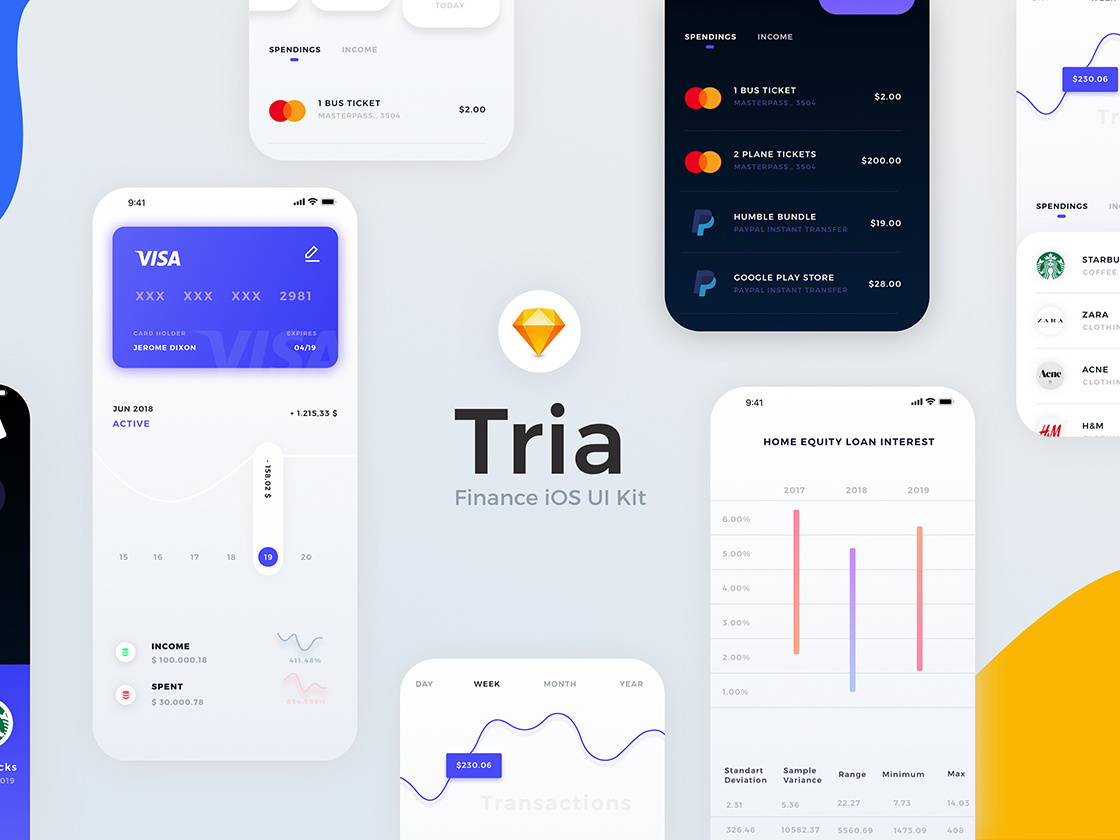 TODAY
SPENDINGS INCOME
1 BUS TICKET
MASTERPASS.. 3504
$2.00
SPENDINGS INCOME
1 BUS TICKET
MASTERPASS.. 3504
$2.00
2 PLANE TICKETS
MASTERPASS.. 3504
$200.00
HUMBLE BUNDLE
PAYPAL INSTANT TRANSFER
$19.00
GOOGLE PLAY STORE
PAYPAL INSTANT TRANSFER
$28.00
$230.06
Tr
SPENDINGS IN
STARBU
COFFEE
ZARA
ZARA
CLOTHIN
Acne
ACNE
CLOTHIN
H&M
H&M
9:41
VISA
XXX XXX XXX 2981
CARD HOLDER EXPIRES
JEROME DIXON 04/19
VISA
JUN 2018
+ 1.215,33 $
ACTIVE
- 158,02 $
15 16 17 18 19 20
INCOME
$ 100.000.18
411.48%
SPENT
$ 30.000.78
Tria
Finance iOS UI Kit
cks
019
DAY WEEK MONTH YEAR
$230.06
Transactions
9:41
HOME EQUITY LOAN INTEREST
2017 2018 2019
6.00%
5.00%
4.00%
3.00%
2.00%
1.00%
Standart Sample Range Minimum Max
Deviation Variance
2.31 5.36 22.27 7.73 14.03
326.46 10582.37 5560.69 1473.09 408